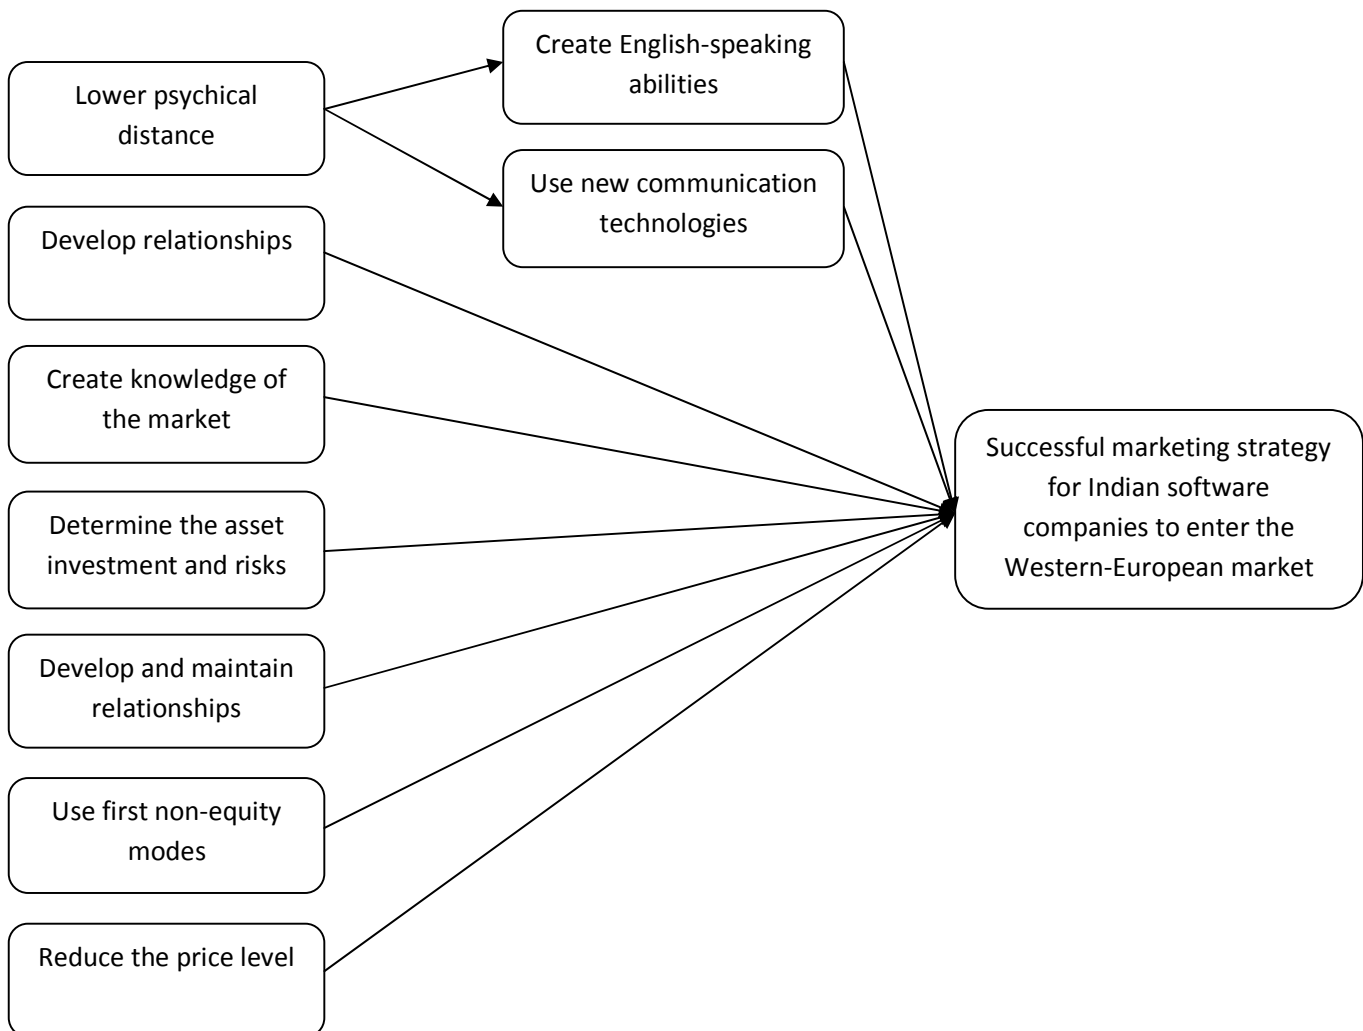 Lower psychical
distance
Create English-speaking
abilities
Use new communication
technologies
Develop relationships
Create knowledge of
the market
Determine the asset
investment and risks
Develop and maintain
relationships
Use first non-equity
modes
Reduce the price level
Successful marketing strategy
for Indian software
companies to enter the
Western-European market